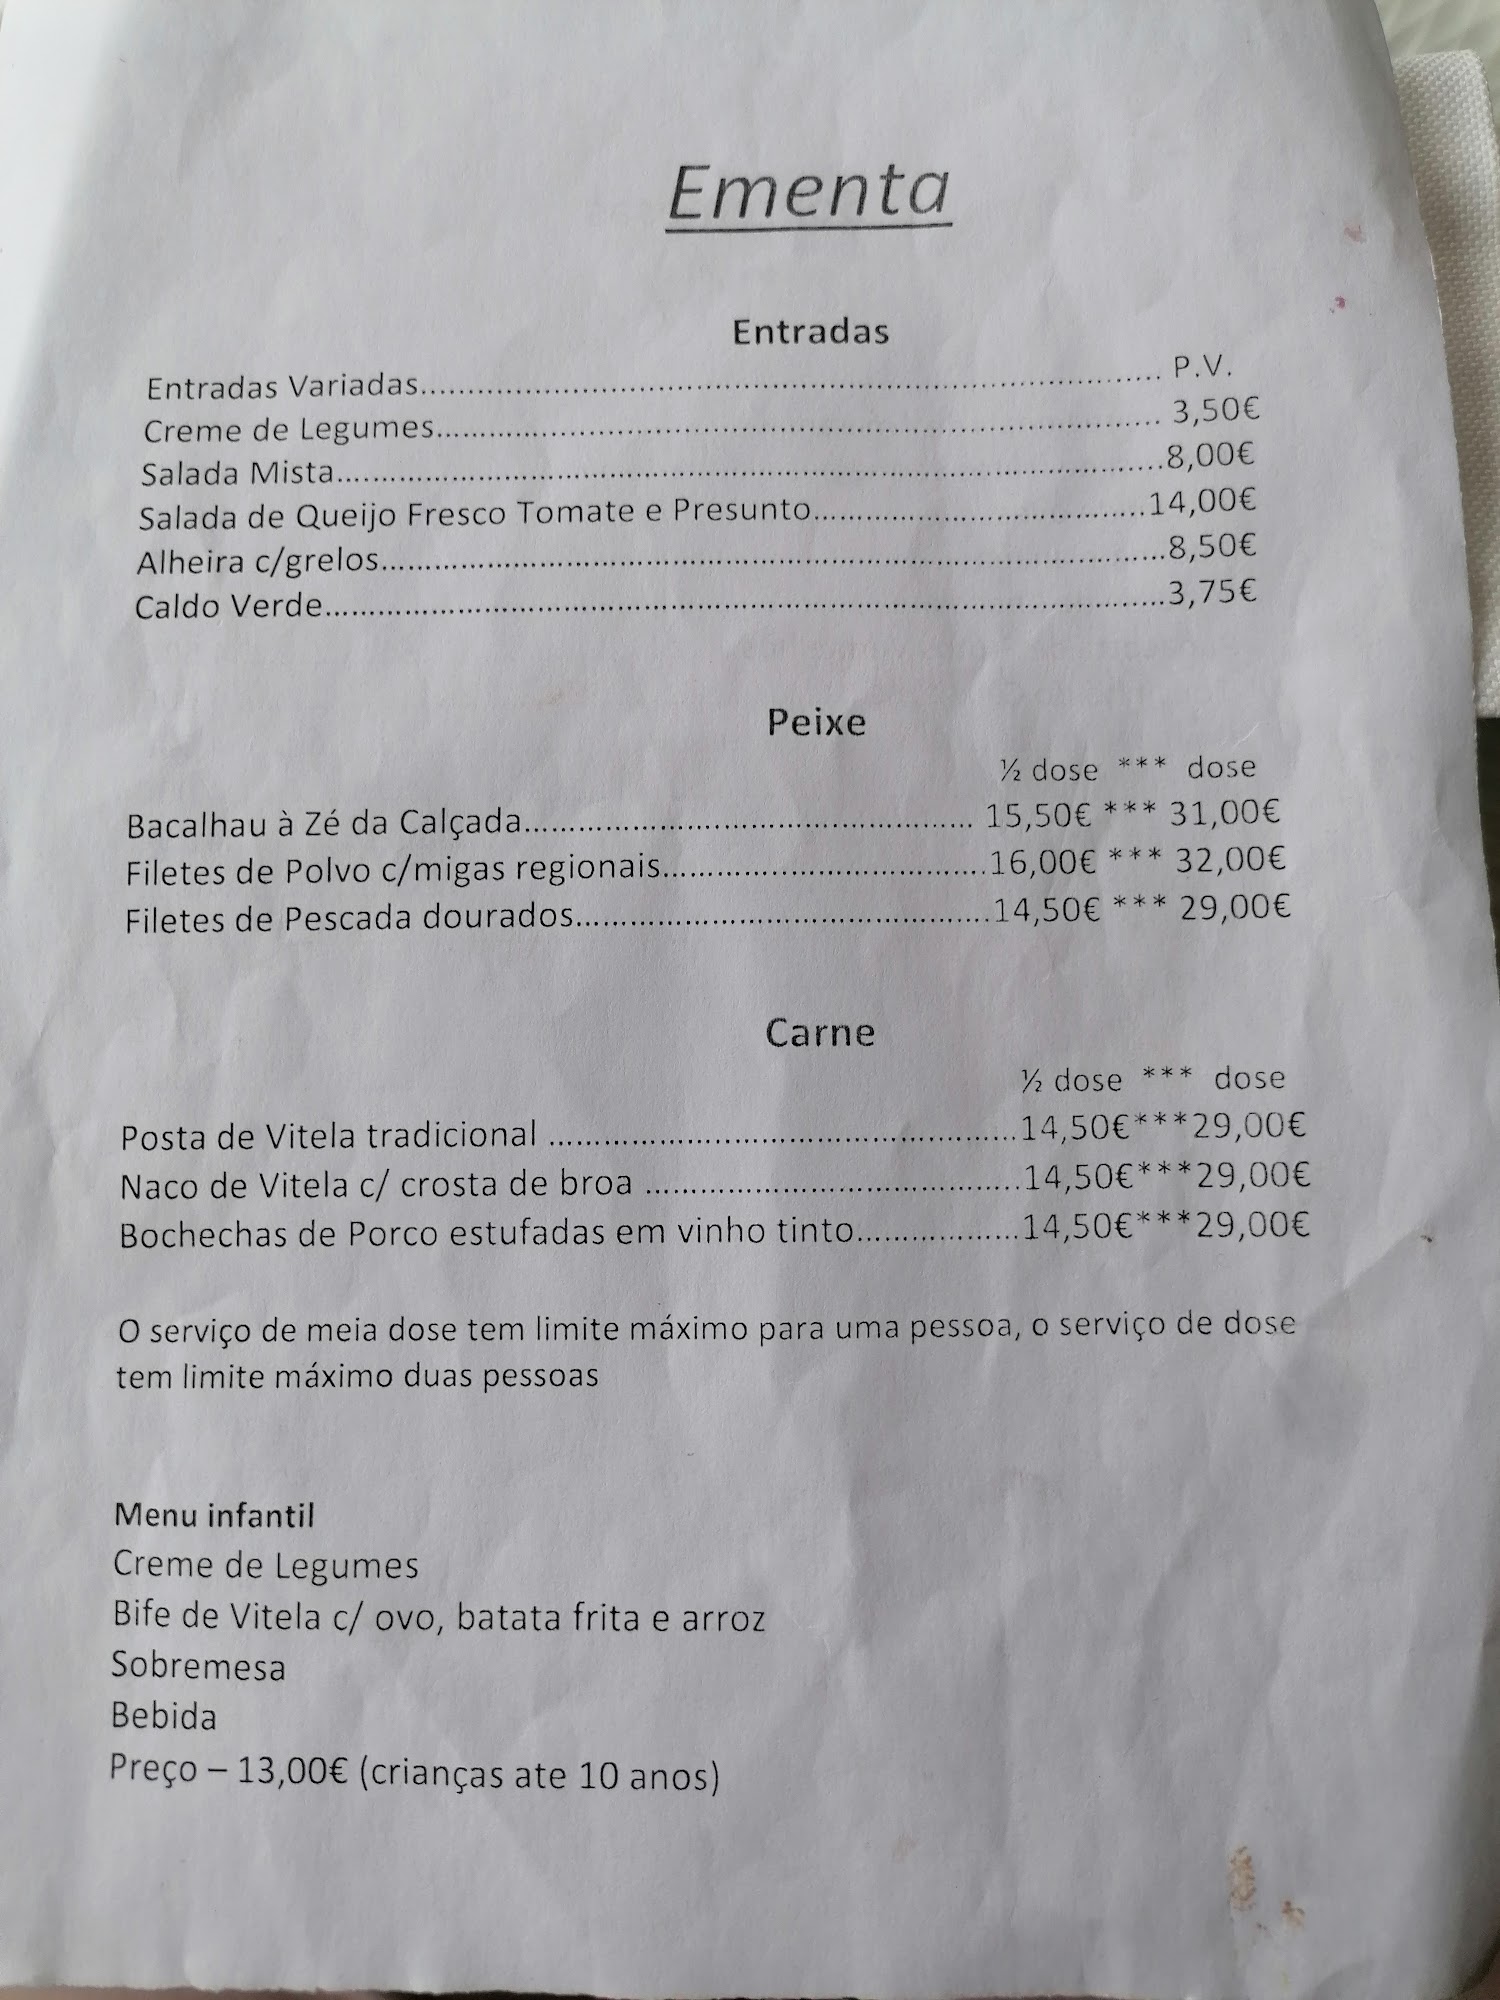 Ementa
Entradas
Entradas Variadas........................................................................ P.V.
Creme de Legumes........................................................................ 3,50€
Salada Mista........................................................................8,00€
Salada de Queijo Fresco Tomate e Presunto.................................14,00€
Alheira c/grelos........................................................................8,50€
Caldo Verde........................................................................3,75€
Peixe
½ dose *** dose
Bacalhau à Zé da Calçada............................................. 15,50€ *** 31,00€
Filetes de Polvo c/migas regionais.................................16,00€ *** 32,00€
Filetes de Pescada dourados.........................................14,50€ *** 29,00€
Carne
½ dose *** dose
Posta de Vitela tradicional ...............................................14,50€***29,00€
Naco de Vitela c/ crosta de broa .....................................14,50€***29,00€
Bochechas de Porco estufadas em vinho tinto.................14,50€***29,00€
O serviço de meia dose tem limite máximo para uma pessoa, o serviço de dose
tem limite máximo duas pessoas
Menu infantil
Creme de Legumes
Bife de Vitela c/ ovo, batata frita e arroz
Sobremesa
Bebida
Preço – 13,00€ (crianças ate 10 anos)